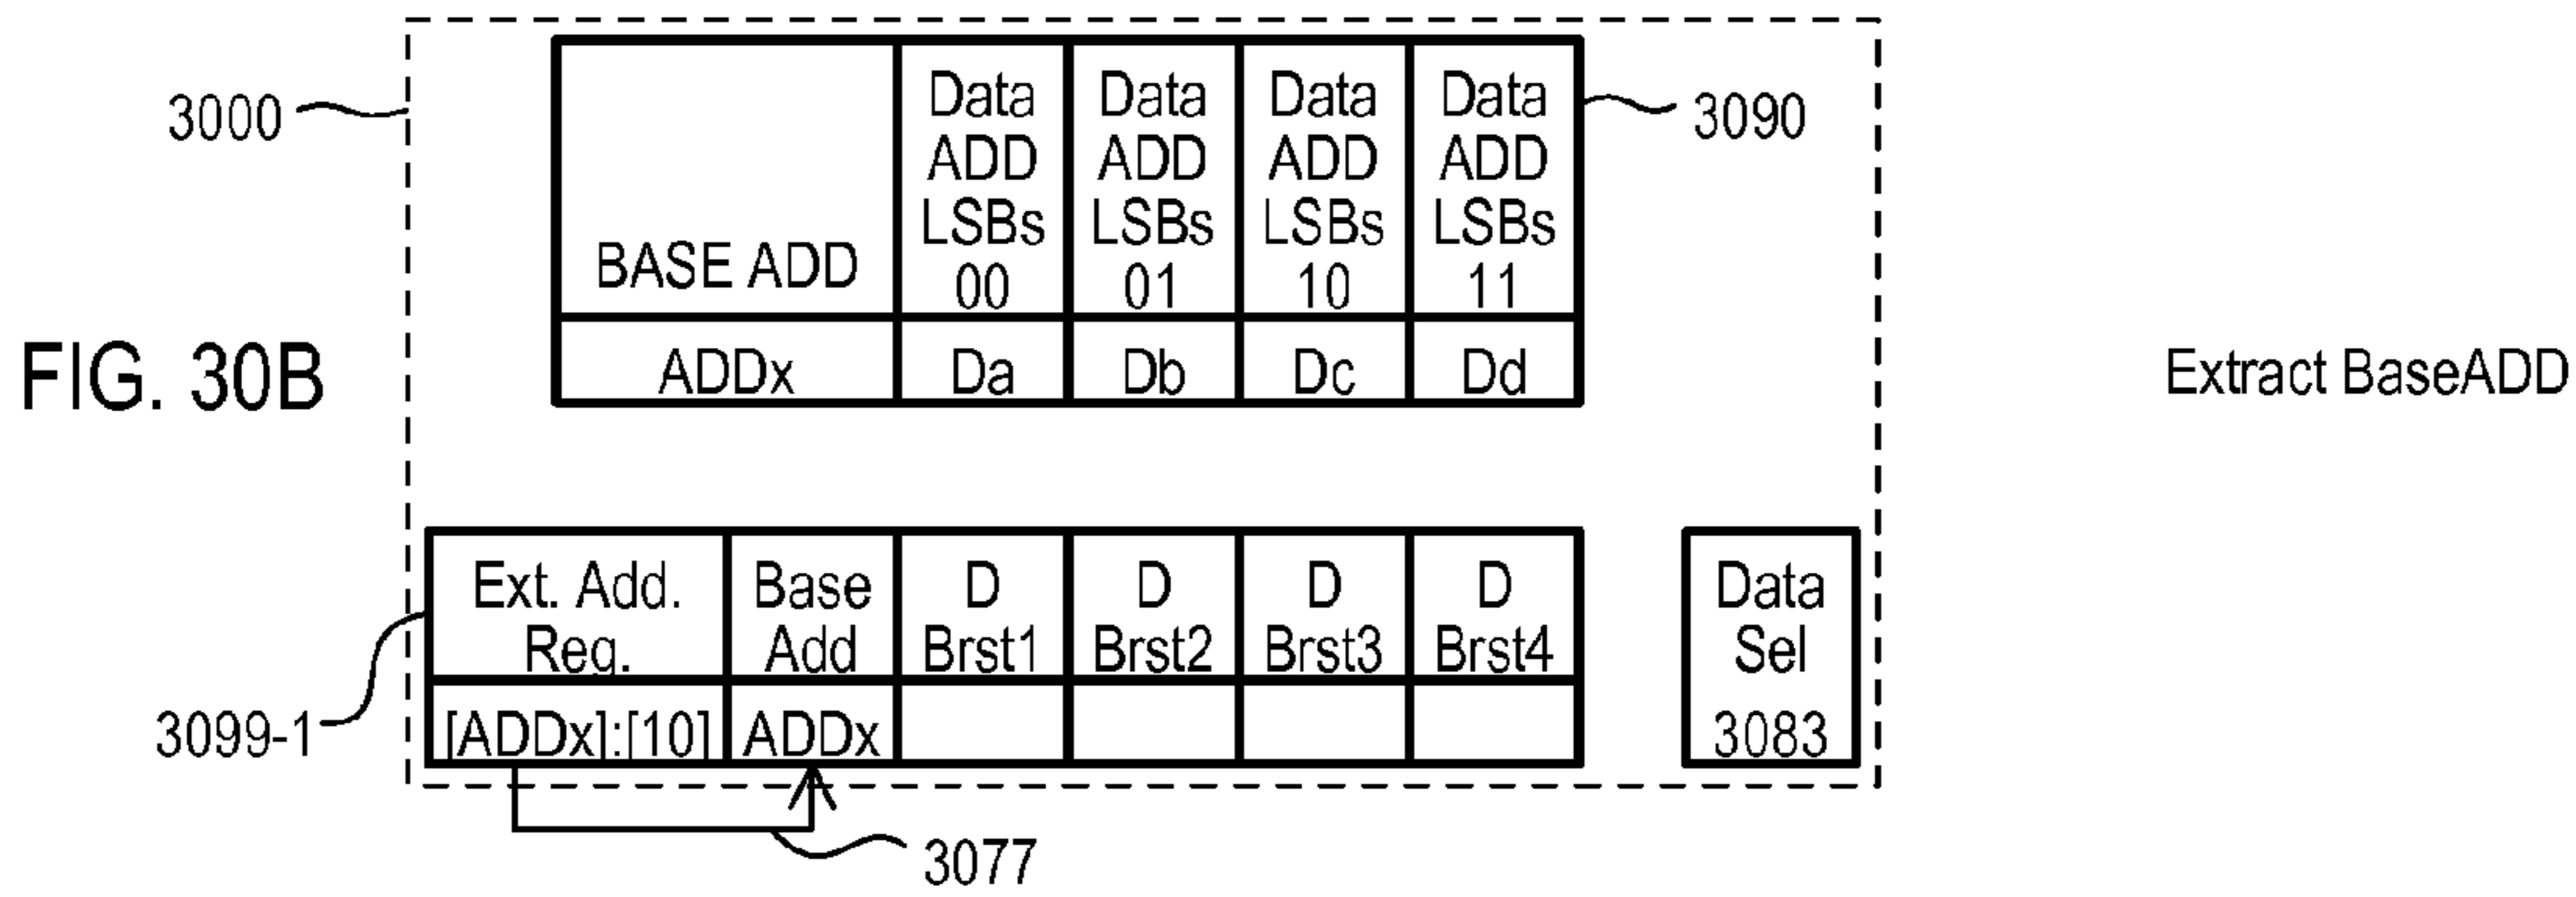 3000
BASE ADD
Data
ADD
LSBs
00
Data
ADD
LSBs
01
Data
ADD
LSBs
10
Data
ADD
LSBs
11
3090
ADDx
Da
Db
Dc
Dd
FIG. 30B
Extract BaseADD
Ext. Add.
Reg.
Base
Add
D
Brst1
D
Brst2
D
Brst3
D
Brst4
Data
Sel
3083
3099-1
[ADDx]:[10]
ADDx
3077